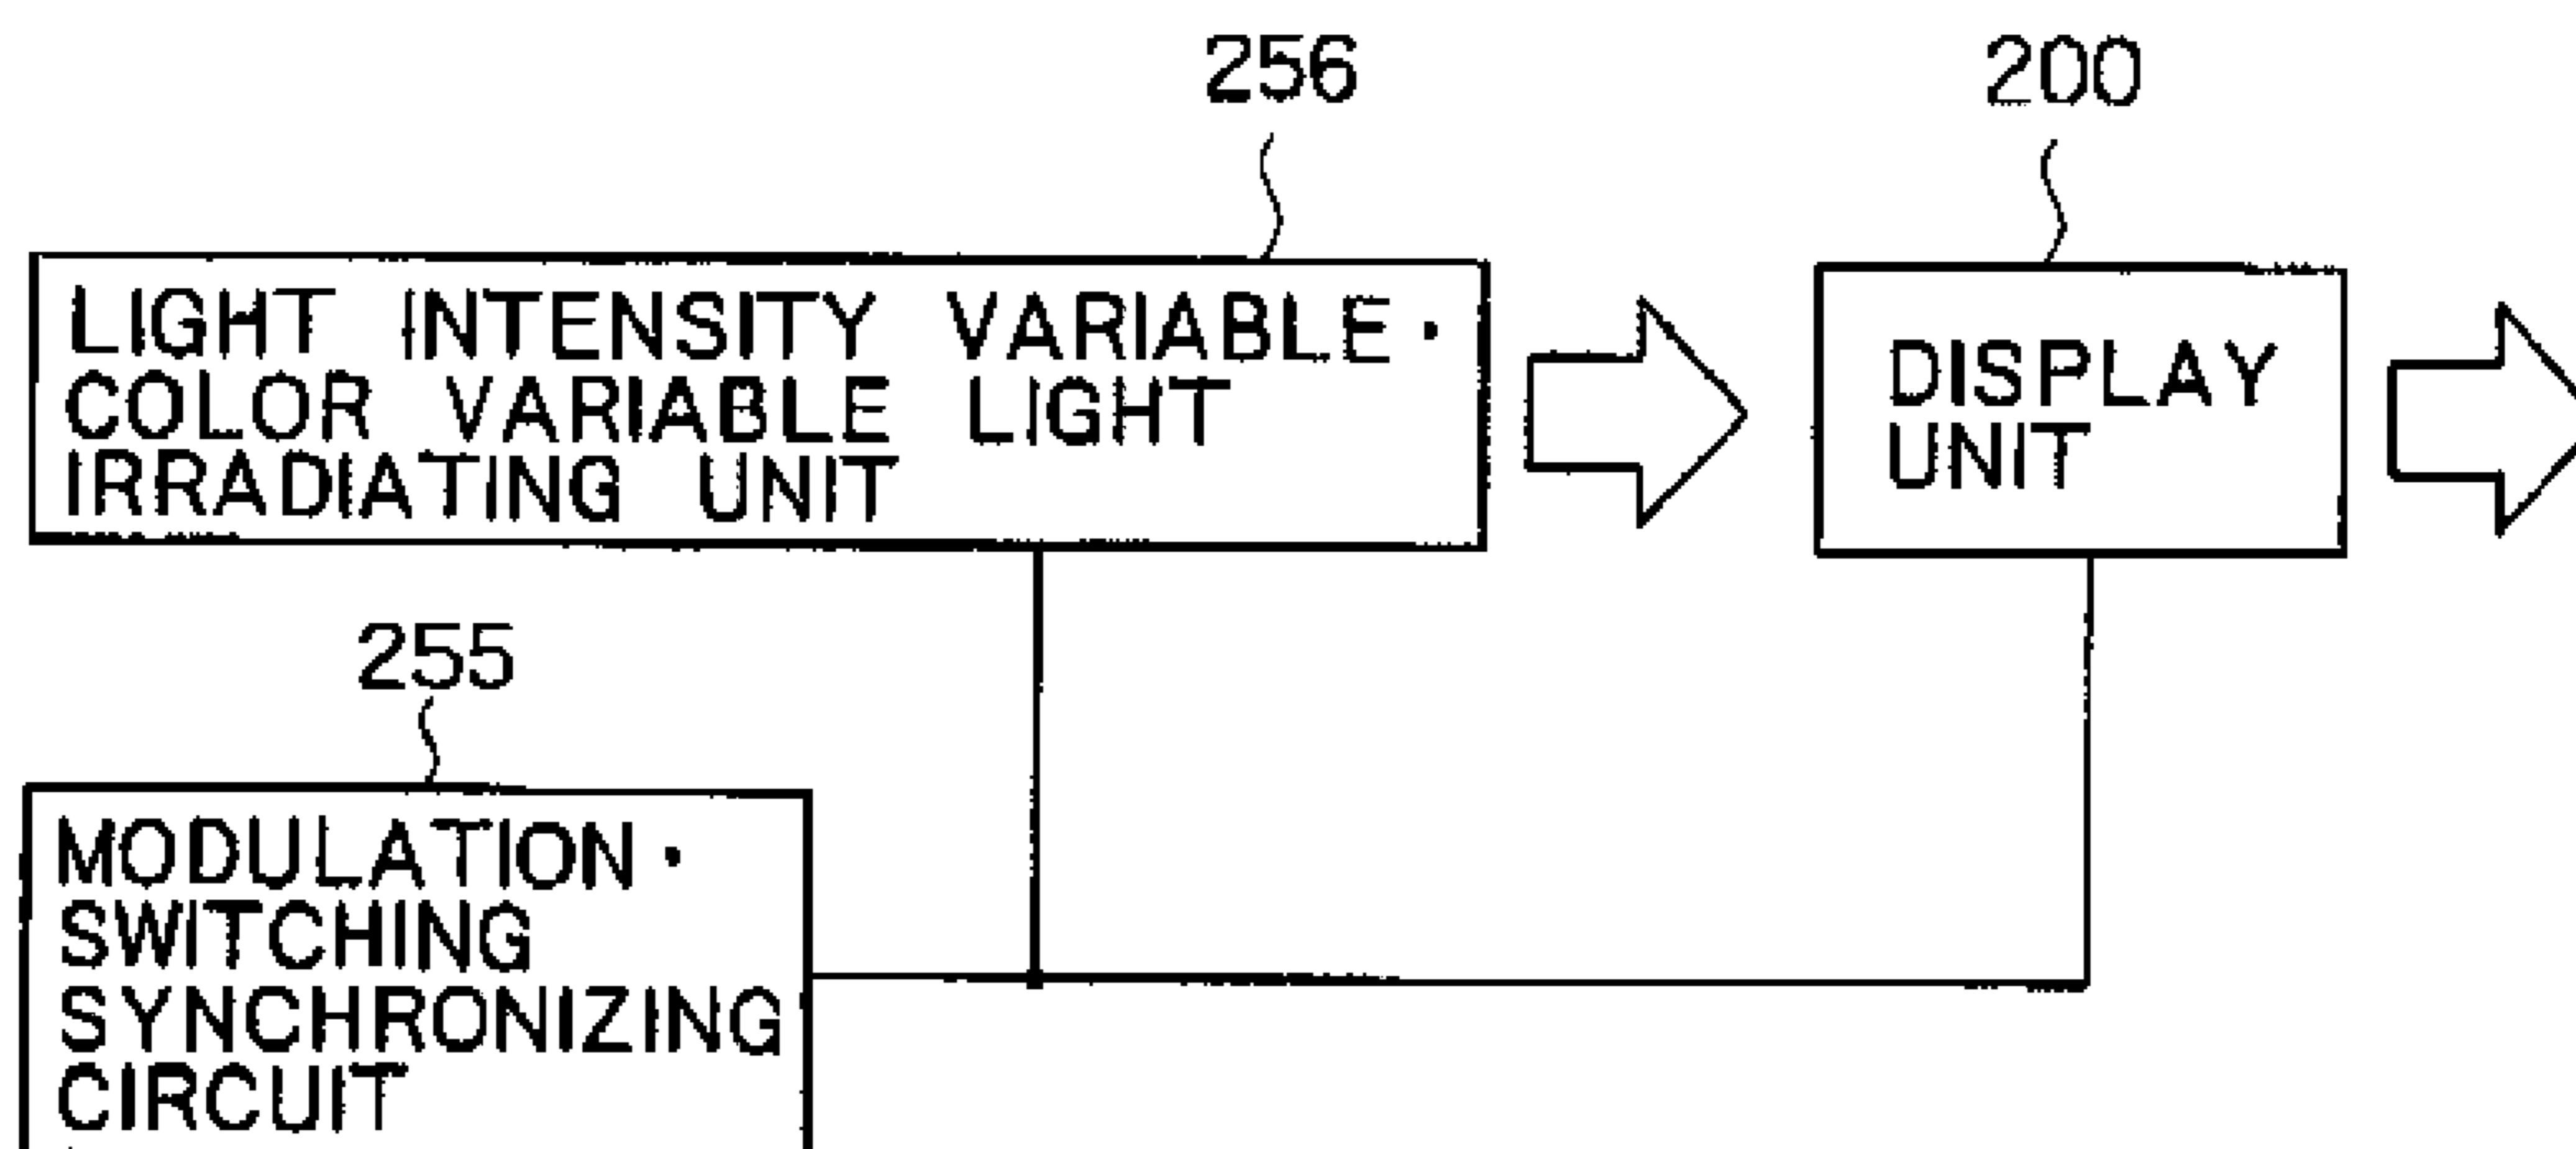 256
200
LIGHT INTENSITY VARIABLE·
COLOR VARIABLE LIGHT
IRRADIATING UNIT
DISPLAY
UNIT
255
MODULATION·
SWITCHING
SYNCHRONIZING
CIRCUIT